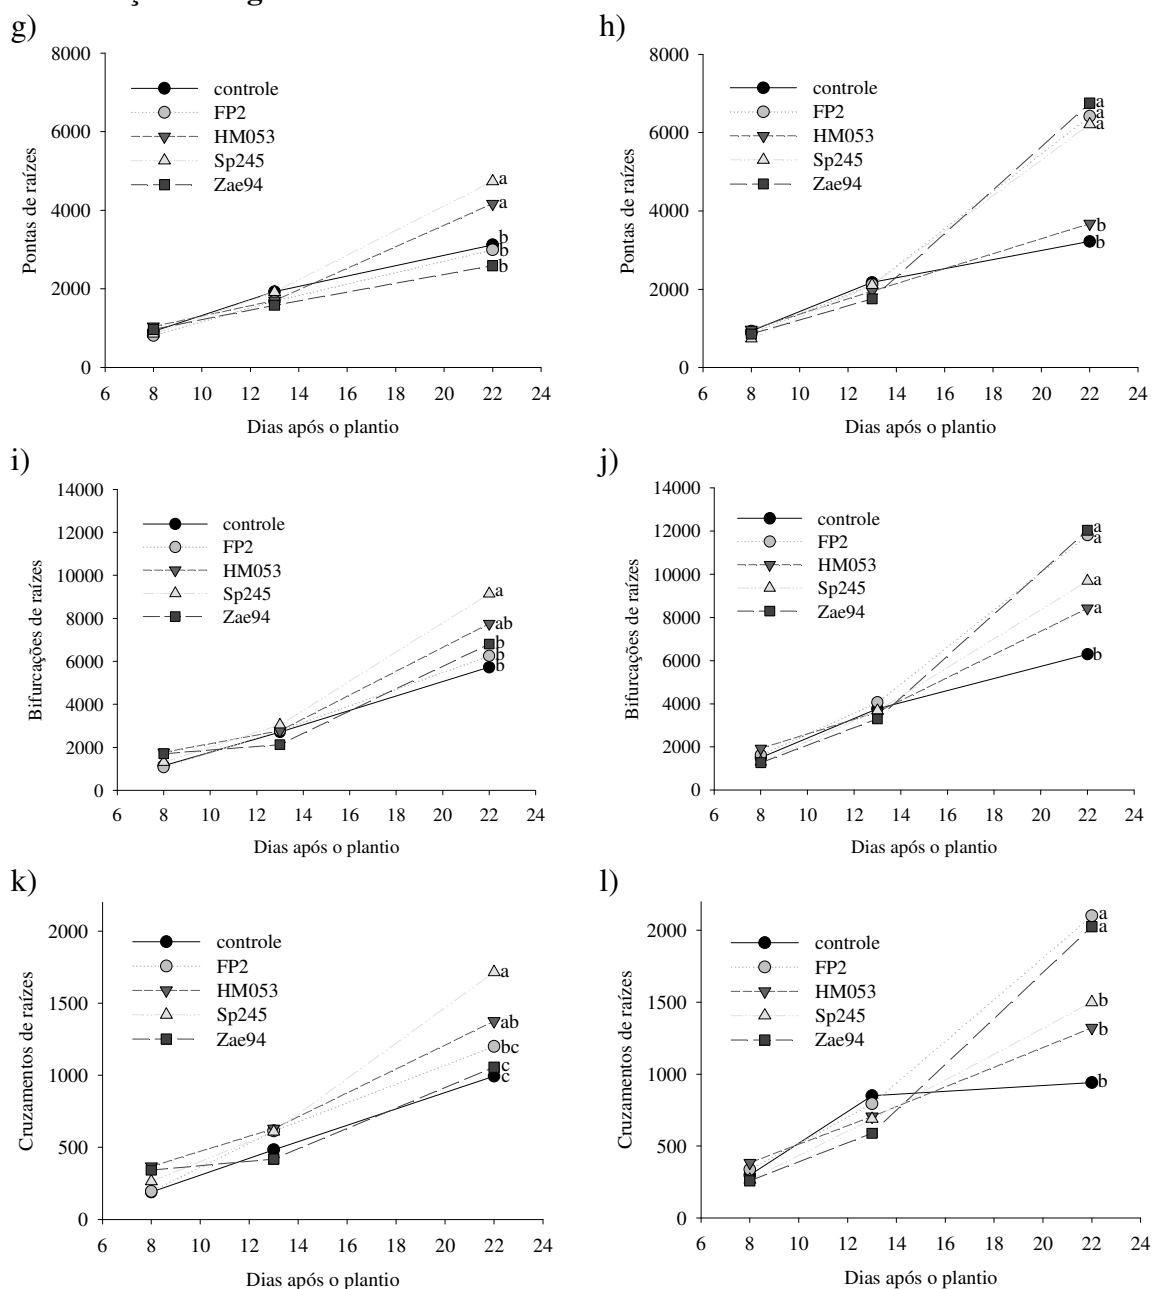 g)
8000
6000
4000
2000
0
Pontas de raízes
controle
FP2
HM053
Sp245
Zae94
a
a
b
b
b
6 8 10 12 14 16 18 20 22 24
Dias após o plantio
h)
8000
6000
4000
2000
0
Pontas de raízes
controle
FP2
HM053
Sp245
Zae94
a
a
a
b
b
6 8 10 12 14 16 18 20 22 24
Dias após o plantio
i)
14000
12000
10000
8000
6000
4000
2000
0
Bifurcações de raízes
controle
FP2
HM053
Sp245
Zae94
a
ab
b
b
b
6 8 10 12 14 16 18 20 22 24
Dias após o plantio
j)
14000
12000
10000
8000
6000
4000
2000
0
Bifurcações de raízes
controle
FP2
HM053
Sp245
Zae94
a
a
a
a
b
6 8 10 12 14 16 18 20 22 24
Dias após o plantio
k)
2000
1500
1000
500
0
Cruzamentos de raízes
controle
FP2
HM053
Sp245
Zae94
a
ab
bc
c
c
6 8 10 12 14 16 18 20 22 24
Dias após o plantio
l)
2000
1500
1000
500
0
Cruzamentos de raízes
controle
FP2
HM053
Sp245
Zae94
a
a
b
b
b
6 8 10 12 14 16 18 20 22 24
Dias após o plantio